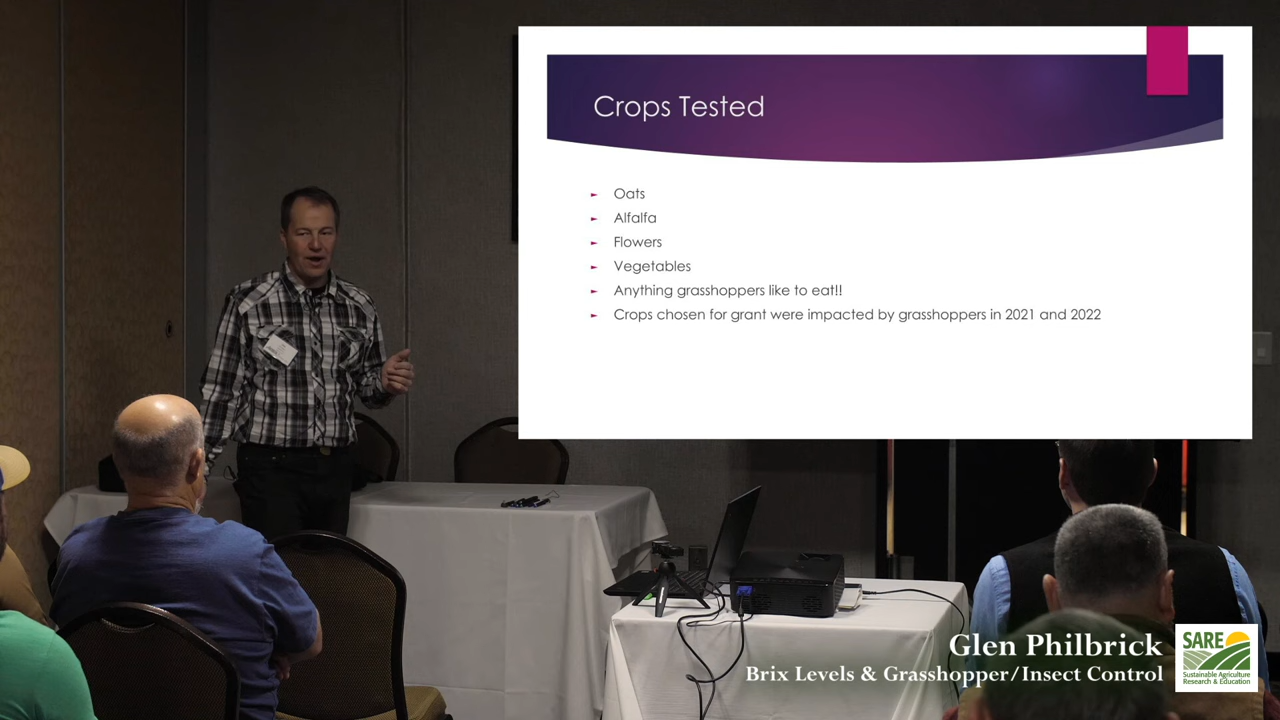 Crops Tested
Oats
Alfalfa
Flowers
Vegetables
Anything grasshoppers like to eat!!
Crops chosen for grant were impacted by grasshoppers in 2021 and 2022
Glen Philbrick
Brix Levels & Grasshopper/Insect Control
SARE
Sustainable Agriculture
Research & Education